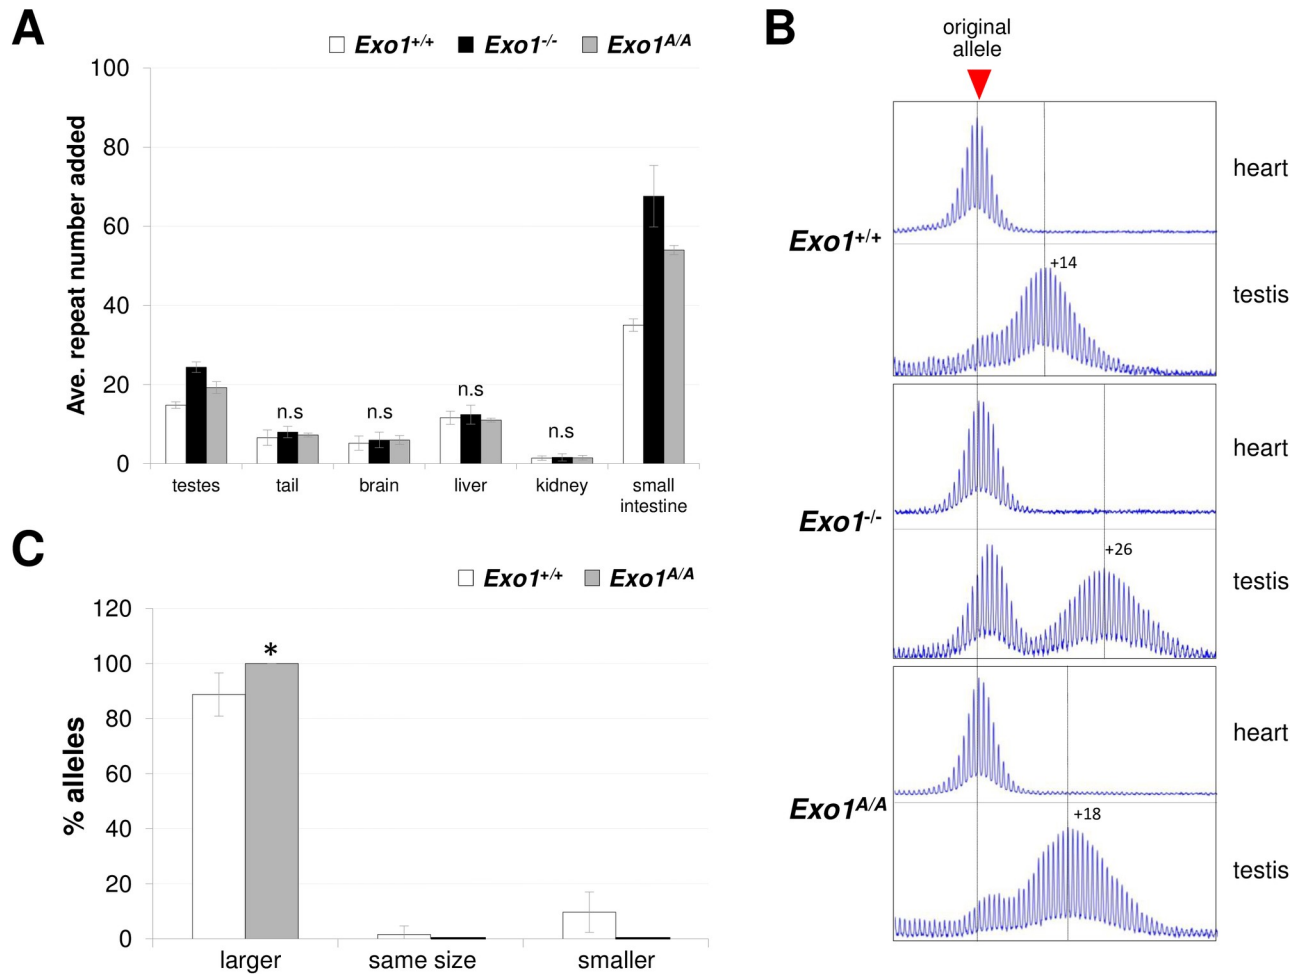 A
Exo1+/+ Exo1-/- Exo1A/A
Ave. repeat number added
100
80
60
40
20
0
n.s
n.s
n.s
n.s
testes tail brain liver kidney small
intestine
B
original
allele
heart
Exo1+/+
+14
testis
heart
Exo1-/-
+26
testis
heart
Exo1A/A
+18
testis
C
Exo1+/+ Exo1A/A
% alleles
120
100
80
60
40
20
0
*
larger same size smaller